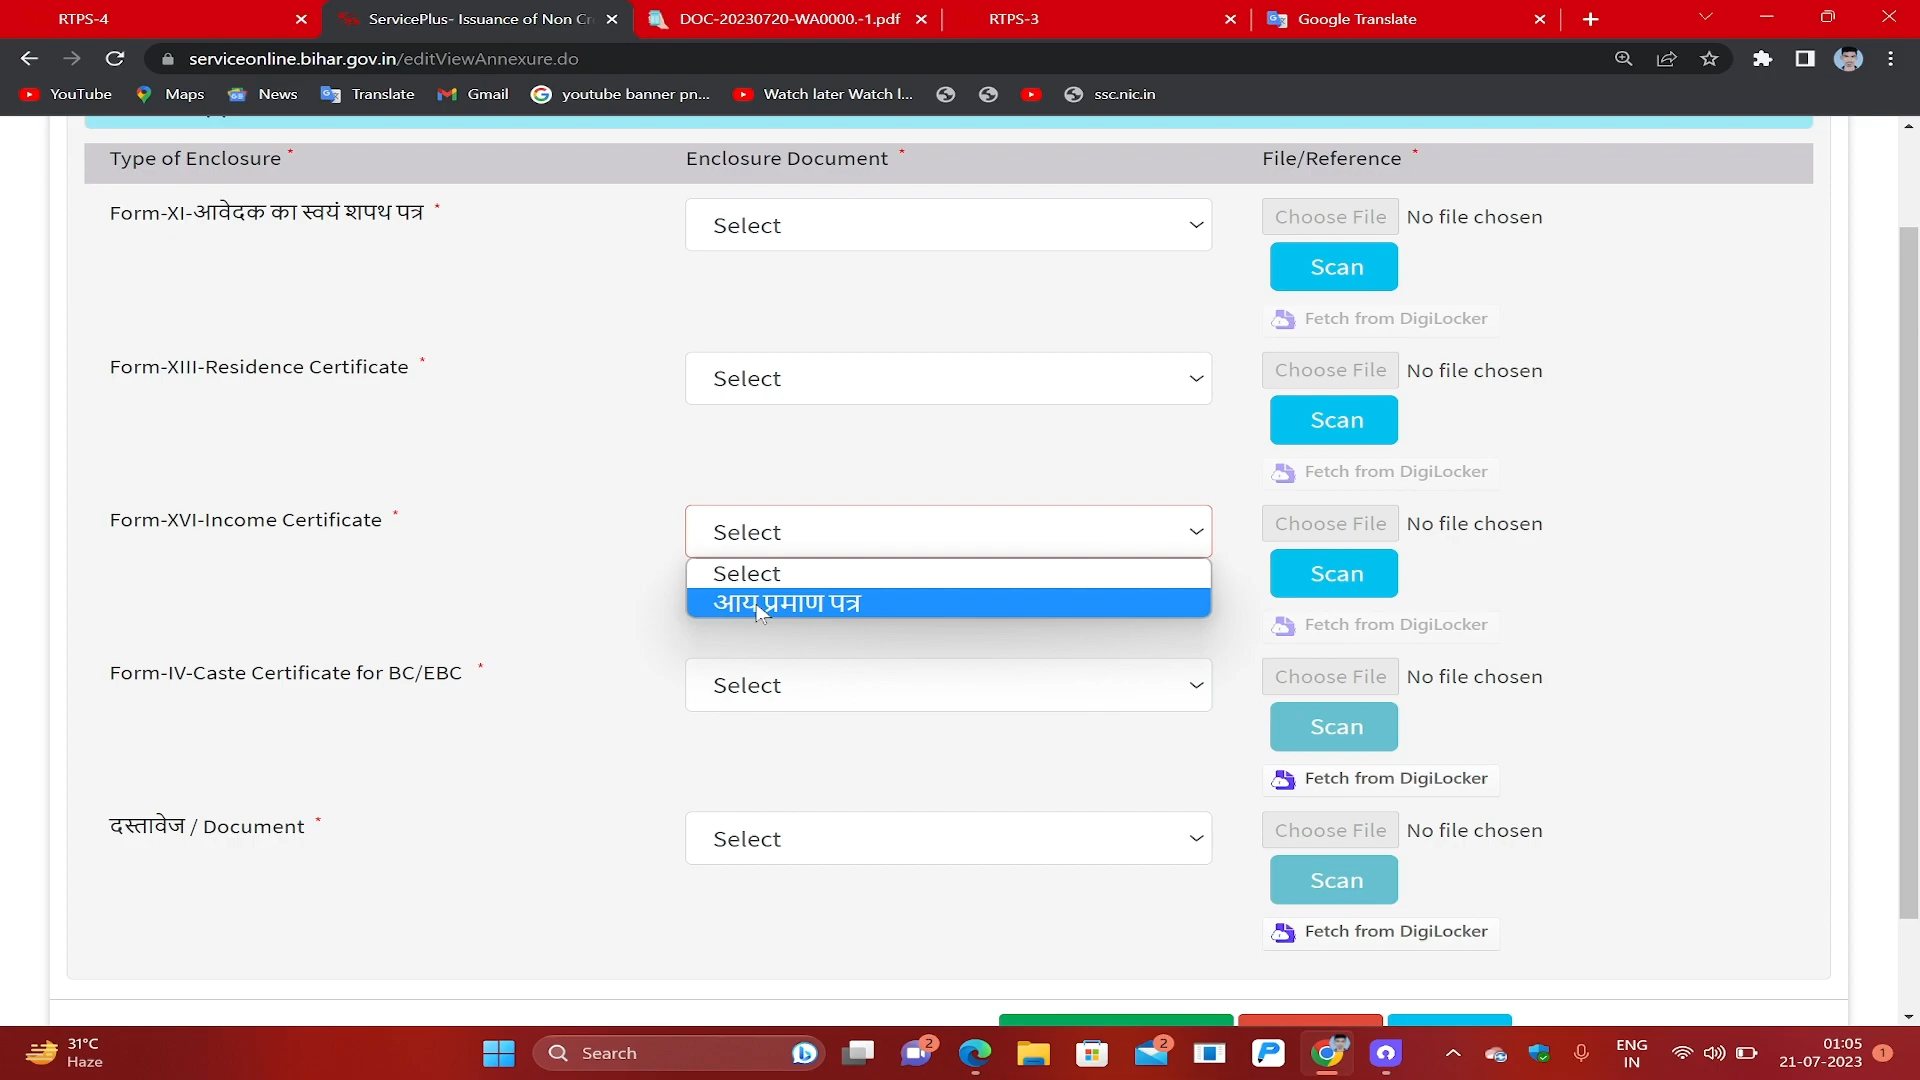 RTPS-4
ServicePlus- Issuance of Non Cr
DOC-20230720-WA0000.-1.pdf
RTPS-3
Google Translate
serviceonline.bihar.gov.in/editViewAnnexure.do
YouTube
Maps
News
Translate
Gmail
youtube banner pn...
Watch later Watch l...
ssc.nic.in
Type of Enclosure *
Enclosure Document *
File/Reference *
Form-XI-आवेदक का स्वयं शपथ पत्र *
Select
Choose File No file chosen
Scan
Fetch from DigiLocker
Form-XIII-Residence Certificate *
Select
Choose File No file chosen
Scan
Fetch from DigiLocker
Form-XVI-Income Certificate *
Select
Choose File No file chosen
Select
आय प्रमाण पत्र
Scan
Fetch from DigiLocker
Form-IV-Caste Certificate for BC/EBC *
Select
Choose File No file chosen
Scan
Fetch from DigiLocker
दस्तावेज / Document *
Select
Choose File No file chosen
Scan
Fetch from DigiLocker
31°C
Haze
Search
2
2
ENG
IN
01:05
21-07-2023
1